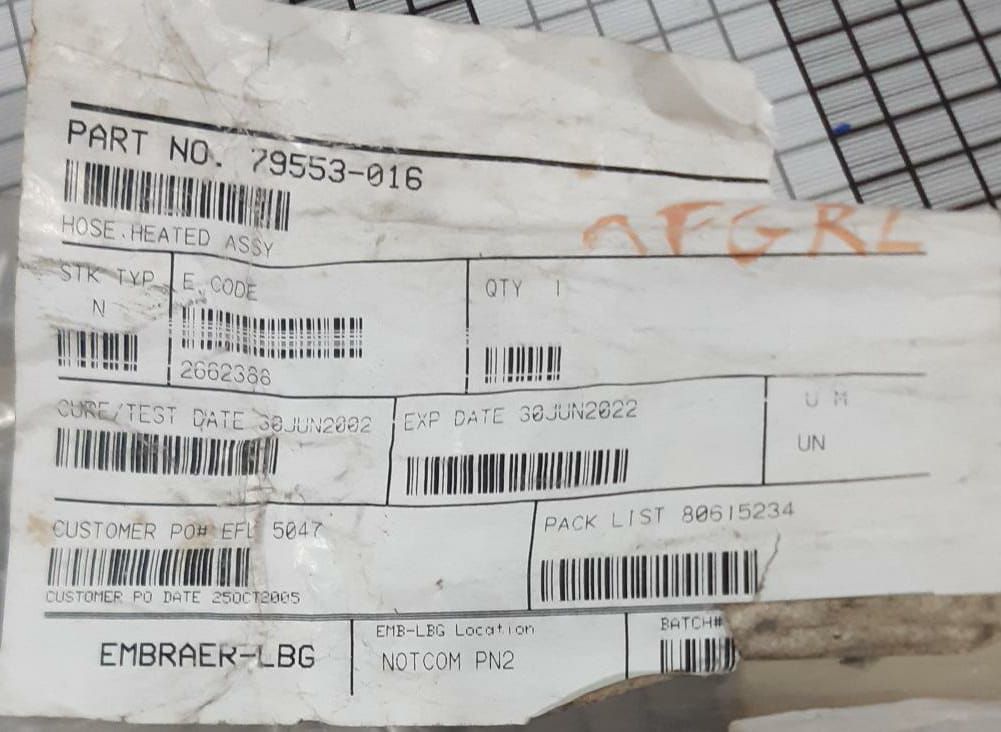 PART NO. 79553-016
HOSE,HEATED ASSY
STK TYP
N
E. CODE
2662388
QTY 1
CURE/TEST DATE 30JUN2002
EXP DATE 30JUN2022
U M
UN
CUSTOMER PO# EFL 5047
CUSTOMER PO DATE 25OCT2005
PACK LIST 80615234
EMBRAER-LBG
EMB-LBG Location
NOTCOM PN2
BATCH#